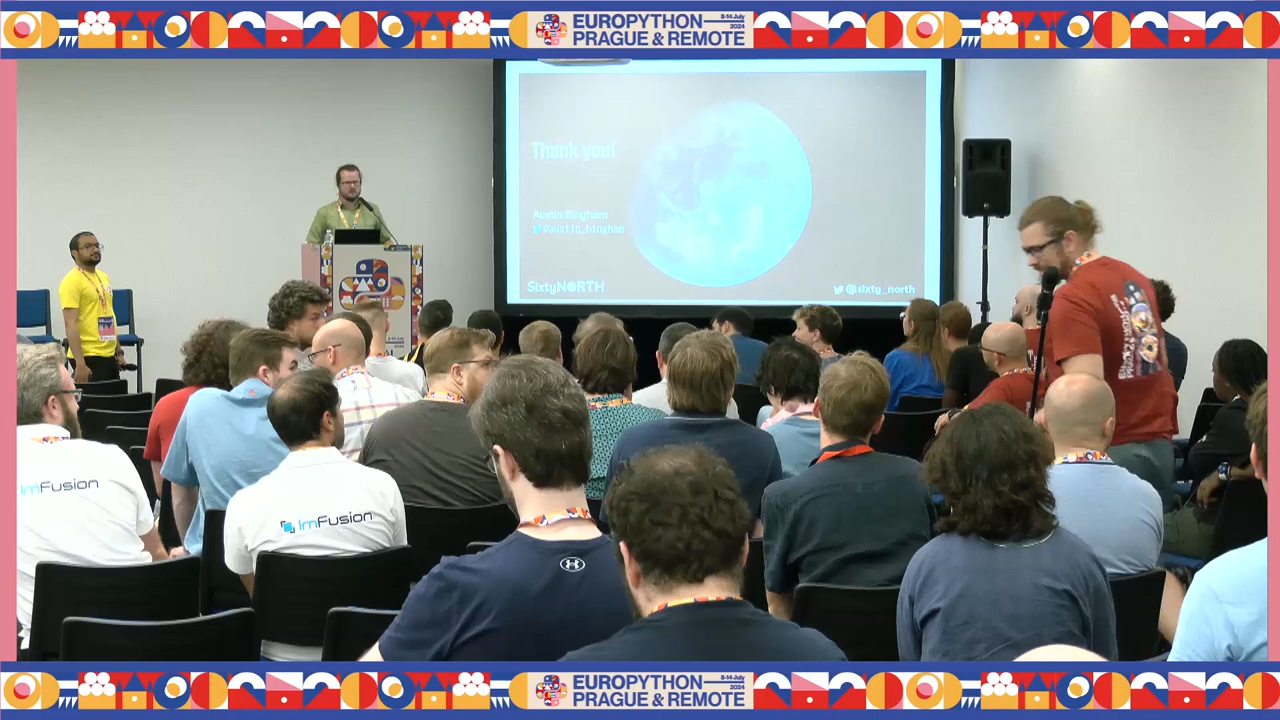 EUROPYTHON
8-14 July
2024
PRAGUE & REMOTE
Thank you!
Austin Bingham
@austin_bingham
SixtyNORTH
@sixty_north
ImFusion
ImFusion
EUROPYTHON
8-14 July
2024
PRAGUE & REMOTE